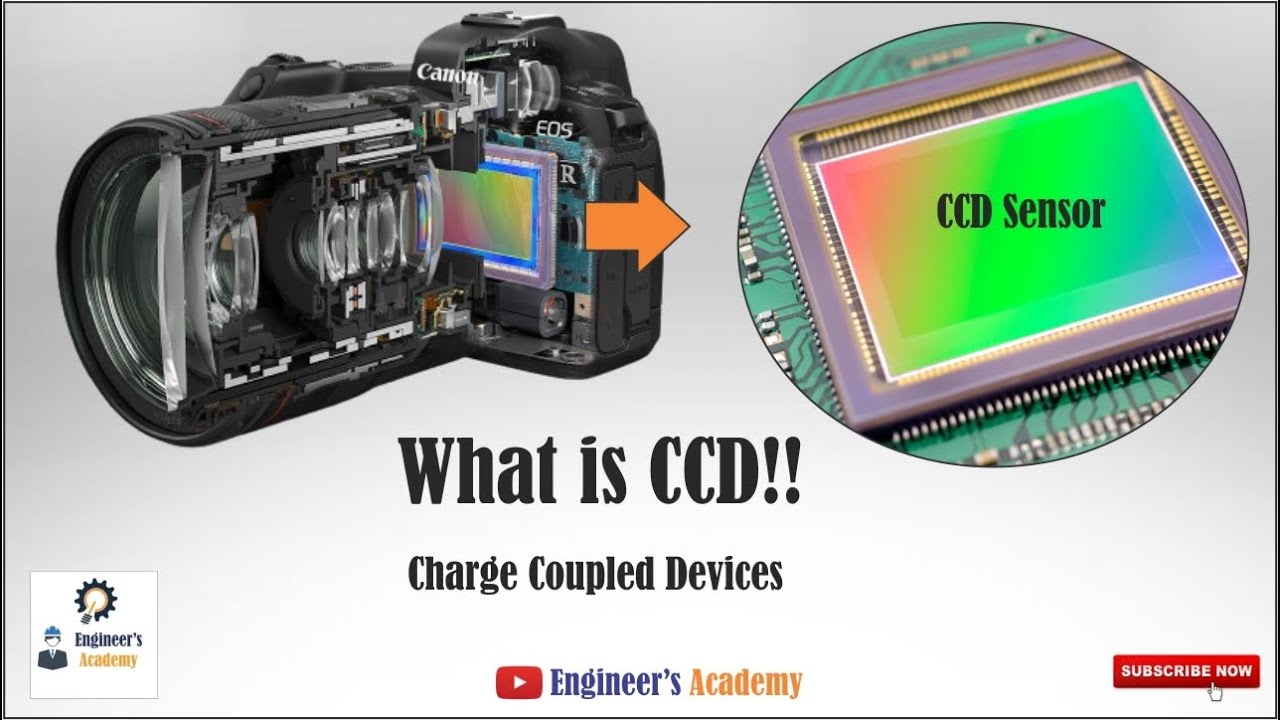 Canon
EOS
R
CCD Sensor
What is CCD!!
Charge Coupled Devices
Engineer's
Academy
Engineer's Academy
SUBSCRIBE NOW